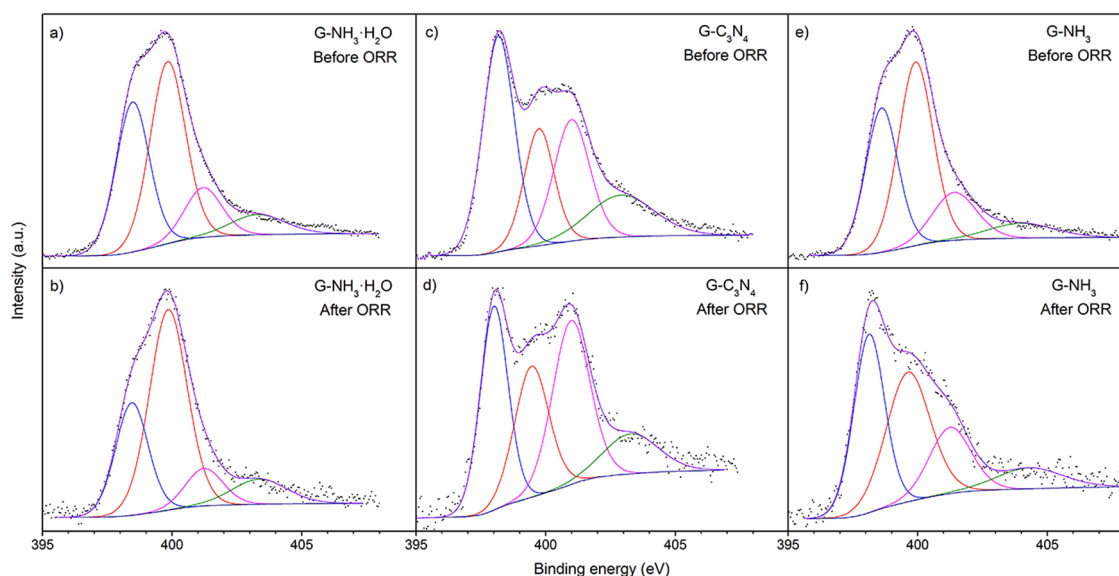 a)
G-NH₃·H₂O
Before ORR
c)
G-C₃N₄
Before ORR
e)
G-NH₃
Before ORR
b)
G-NH₃·H₂O
After ORR
d)
G-C₃N₄
After ORR
f)
G-NH₃
After ORR
Intensity (a.u.)
395 400 405 395 400 405 395 400 405
Binding energy (eV)